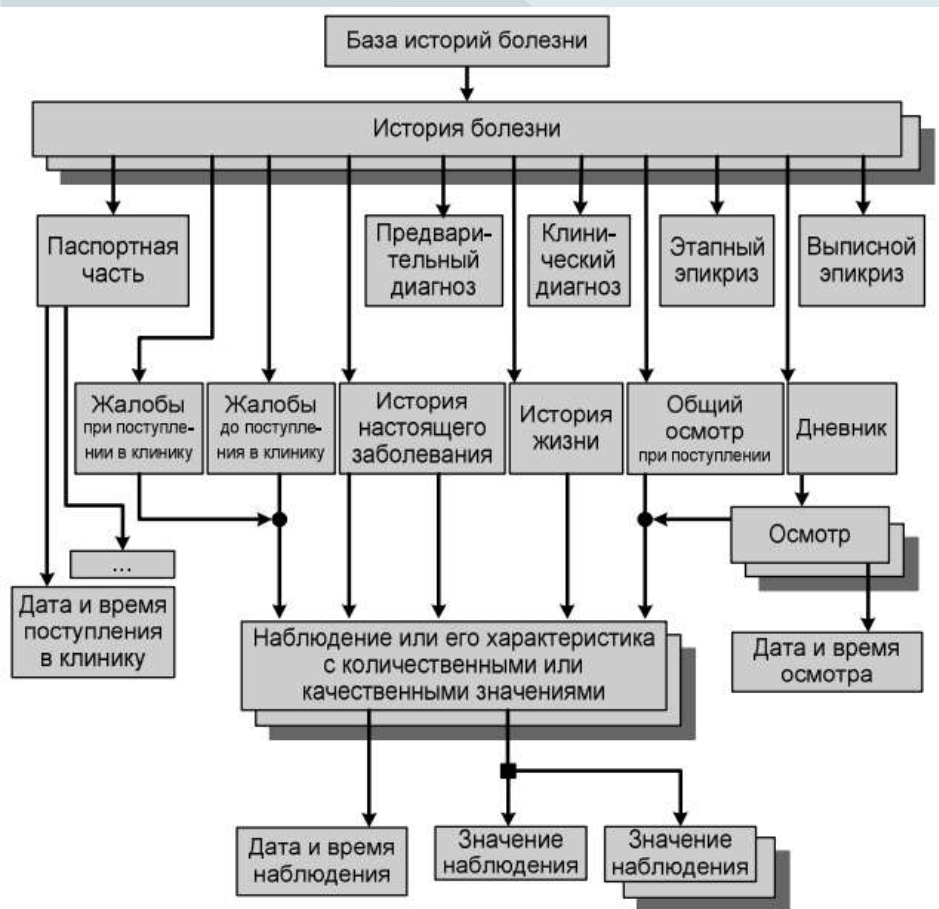 База историй болезни
История болезни
Паспортная
часть
Предвари-
тельный
диагноз
Клини-
ческий
диагноз
Этапный
эпикриз
Выписной
эпикриз
Жалобы
при поступле-
нии в клинику
Жалобы
до поступле-
ния в клинику
История
настоящего
заболевания
История
жизни
Общий
осмотр
при поступлении
Дневник
Осмотр
...
Дата и время
поступления
в клинику
Наблюдение или его характеристика
с количественными или
качественными значениями
Дата и время
осмотра
Дата и время
наблюдения
Значение
наблюдения
Значение
наблюдения